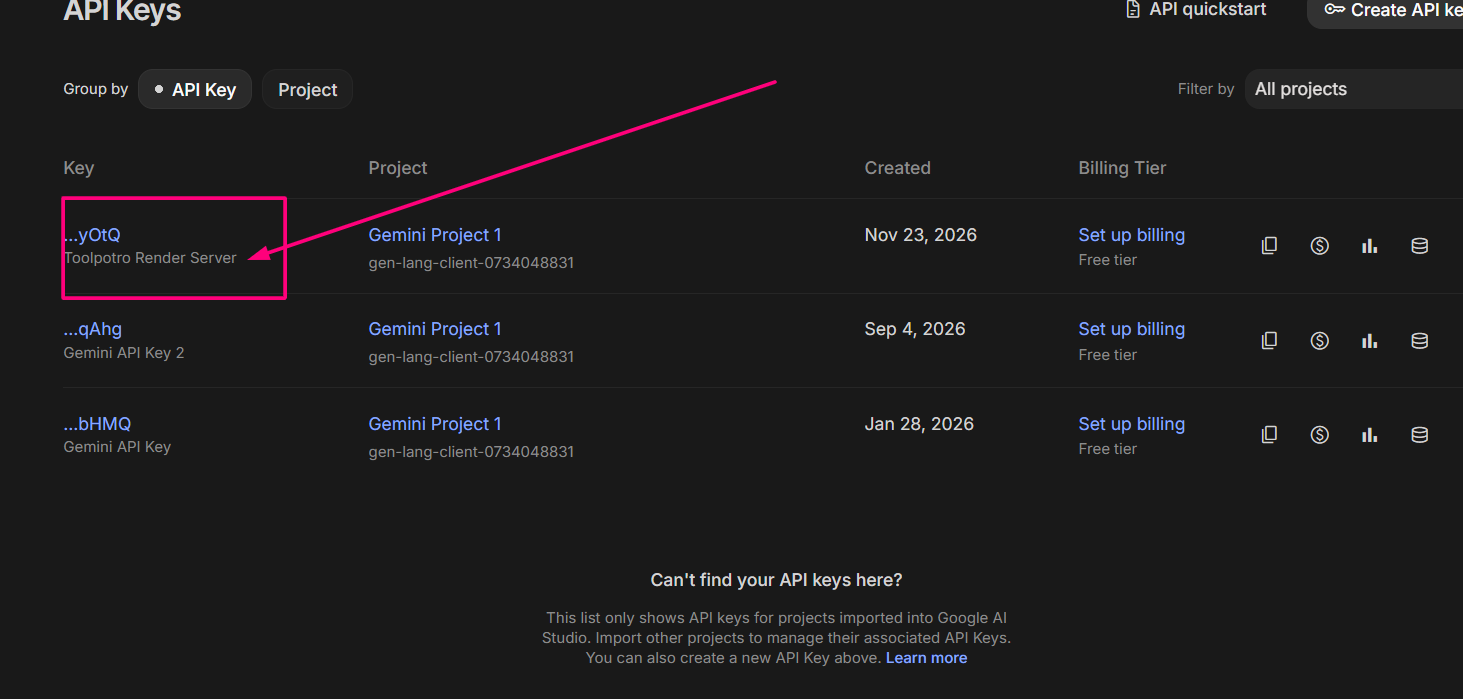 API Keys
API quickstart
Create API ke
Group by
API Key
Project
Filter by
All projects
Key
Project
Created
Billing Tier
...yOtQ
Toolpotro Render Server
Gemini Project 1
gen-lang-client-0734048831
Nov 23, 2026
Set up billing
Free tier
...qAhg
Gemini API Key 2
Gemini Project 1
gen-lang-client-0734048831
Sep 4, 2026
Set up billing
Free tier
...bHMQ
Gemini API Key
Gemini Project 1
gen-lang-client-0734048831
Jan 28, 2026
Set up billing
Free tier
Can't find your API keys here?
This list only shows API keys for projects imported into Google AI
Studio. Import other projects to manage their associated API Keys.
You can also create a new API Key above. Learn more